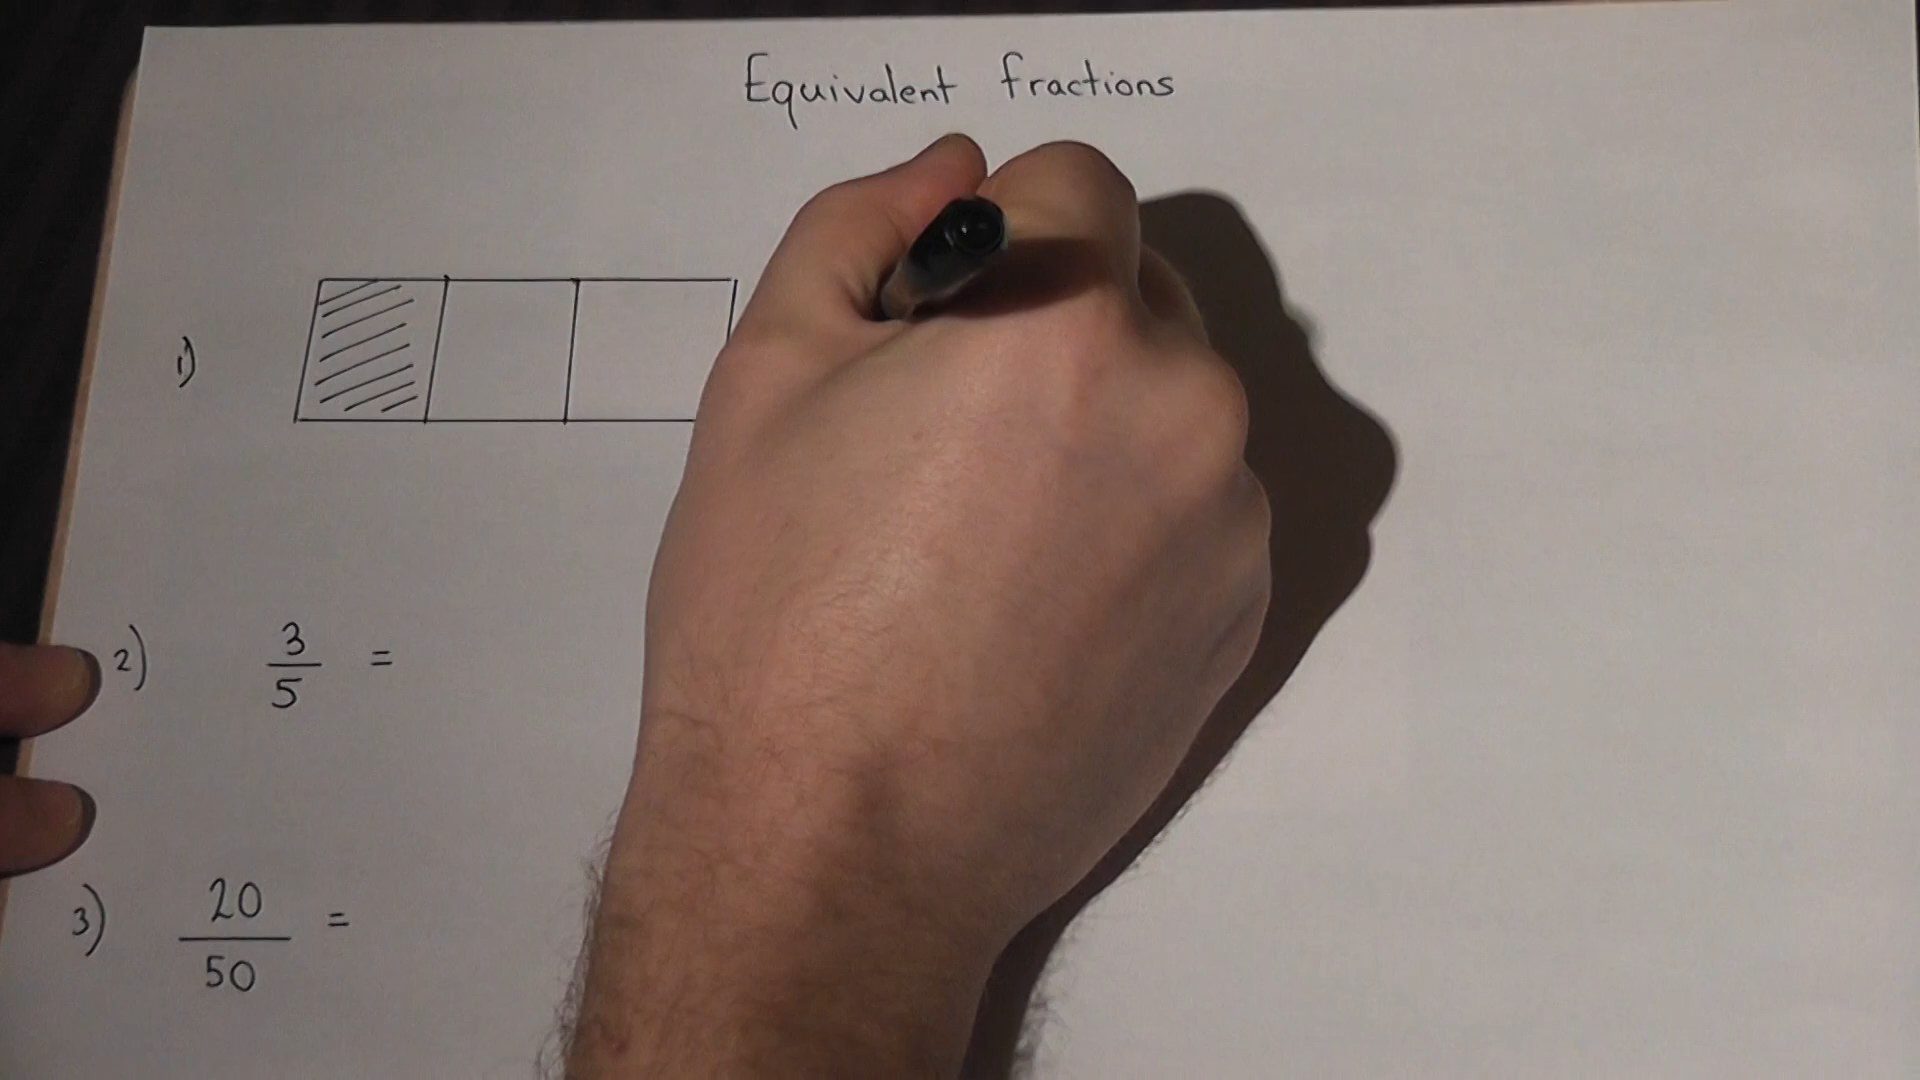 Equivalent fractions
1)
2) 3/5 =
3) 20/50 =